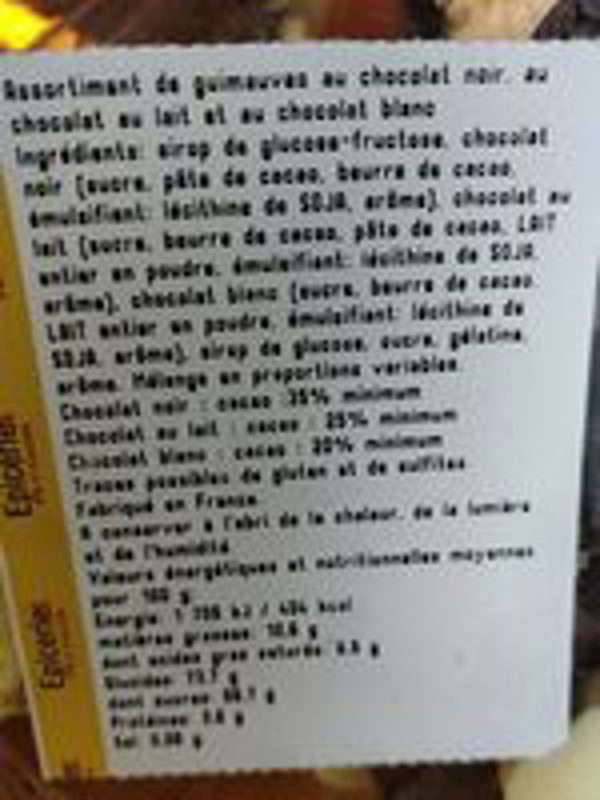 Assortiment de guimauves au chocolat noir, au
chocolat au lait et au chocolat blanc
Ingrédients: sirop de glucose-fructose, chocolat
noir (sucre, pâte de cacao, beurre de cacao,
émulsifiant: lécithine de SOJA, arôme), chocolat au
lait (sucre, beurre de cacao, pâte de cacao, LAIT
entier en poudre, émulsifiant: lécithine de SOJA,
arôme), chocolat blanc (sucre, beurre de cacao,
LAIT entier en poudre, émulsifiant: lécithine de
SOJA, arôme), sirop de glucose, sucre, gélatine,
arôme. Mélange en proportions variables.
Chocolat noir : cacao :35% minimum
Chocolat au lait : cacao : 25% minimum
Chocolat blanc : cacao : 20% minimum
Traces possibles de gluten et de sulfites
Fabriqué en France.
A conserver à l'abri de la chaleur, de la lumière
et de l'humidité
Valeurs énergétiques et nutritionnelles moyennes
pour 100 g
Energie: kJ / kcal
matières grasses: g
dont acides gras saturés: g
Glucides: g
dont sucres: g
Protéines: g
Sel: g
Epicerie
Epicerie